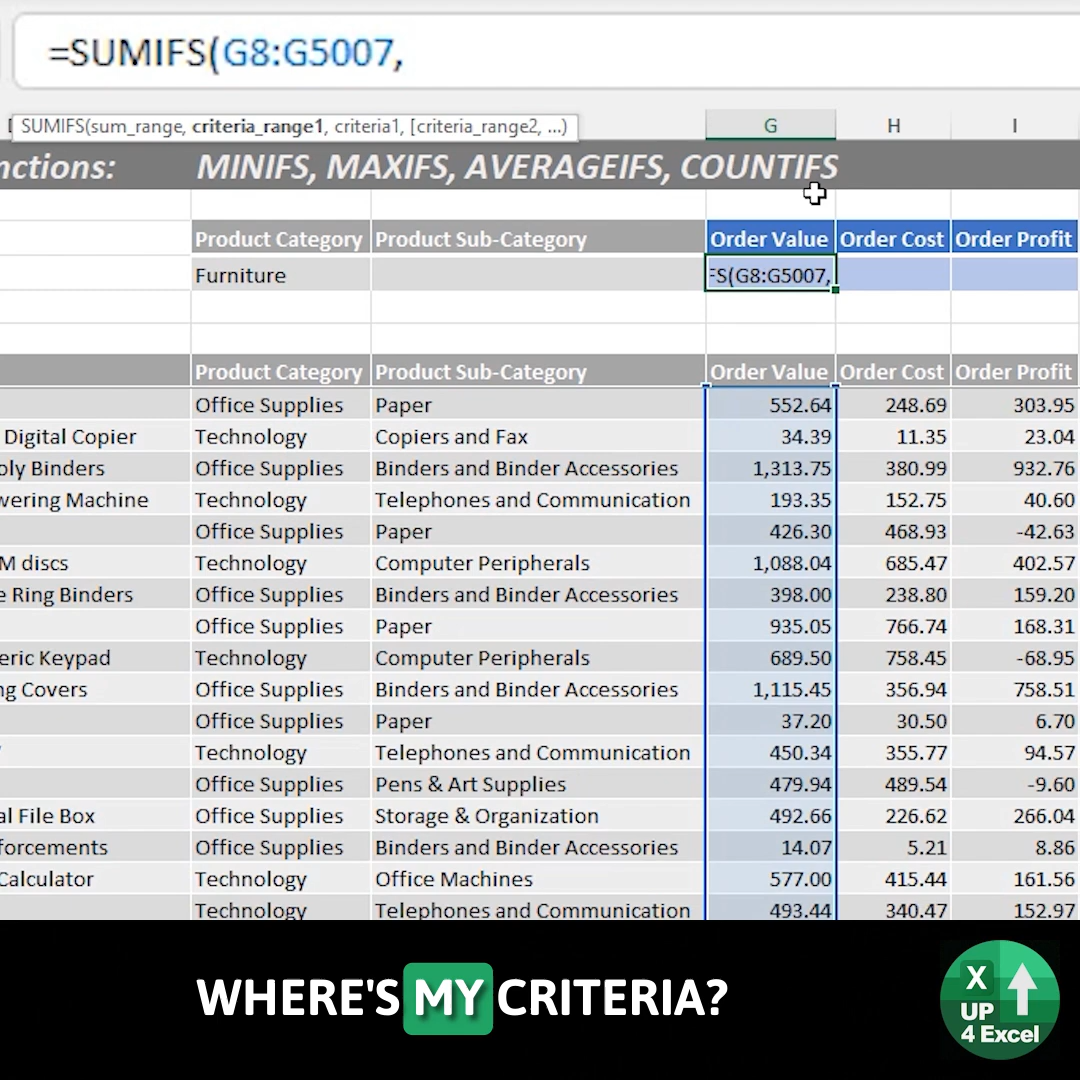 =SUMIFS(G8:G5007,
SUMIFS(sum_range, criteria_range1, criteria1, [criteria_range2, ...)
G H I
nctions: MINIFS, MAXIFS, AVERAGEIFS, COUNTIFS
Product Category Product Sub-Category Order Value Order Cost Order Profit
Furniture FS(G8:G5007,
Product Category Product Sub-Category Order Value Order Cost Order Profit
Office Supplies Paper 552.64 248.69 303.95
Digital Copier Technology Copiers and Fax 34.39 11.35 23.04
oly Binders Office Supplies Binders and Binder Accessories 1,313.75 380.99 932.76
wering Machine Technology Telephones and Communication 193.35 152.75 40.60
Office Supplies Paper 426.30 468.93 -42.63
M discs Technology Computer Peripherals 1,088.04 685.47 402.57
e Ring Binders Office Supplies Binders and Binder Accessories 398.00 238.80 159.20
Office Supplies Paper 935.05 766.74 168.31
eric Keypad Technology Computer Peripherals 689.50 758.45 -68.95
ng Covers Office Supplies Binders and Binder Accessories 1,115.45 356.94 758.51
Office Supplies Paper 37.20 30.50 6.70
Technology Telephones and Communication 450.34 355.77 94.57
Office Supplies Pens & Art Supplies 479.94 489.54 -9.60
al File Box Office Supplies Storage & Organization 492.66 226.62 266.04
forcements Office Supplies Binders and Binder Accessories 14.07 5.21 8.86
Calculator Technology Office Machines 577.00 415.44 161.56
Technology Telephones and Communication 493.44 340.47 152.97
WHERE'S MY CRITERIA?
X
UP
4 Excel